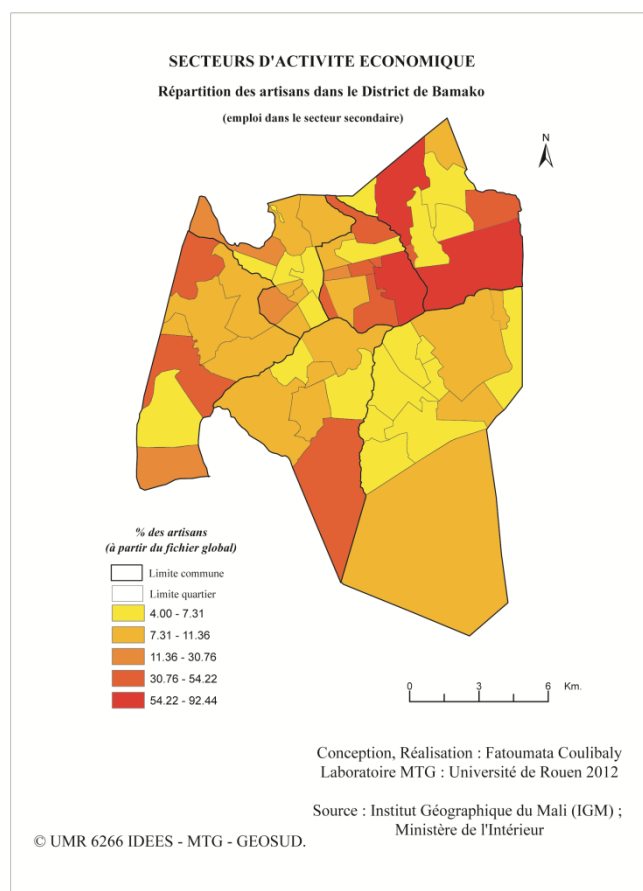 SECTEURS D'ACTIVITE ECONOMIQUE
Répartition des artisans dans le District de Bamako
(emploi dans le secteur secondaire)
N
% des artisans
(à partir du fichier global)
Limite commune
Limite quartier
4.00 - 7.31
7.31 - 11.36
11.36 - 30.76
30.76 - 54.22
54.22 - 92.44
0 3 6 Km.
Conception, Réalisation : Fatoumata Coulibaly
Laboratoire MTG : Université de Rouen 2012
Source : Institut Géographique du Mali (IGM) ;
Ministère de l'Intérieur
© UMR 6266 IDEES - MTG - GEOSUD.